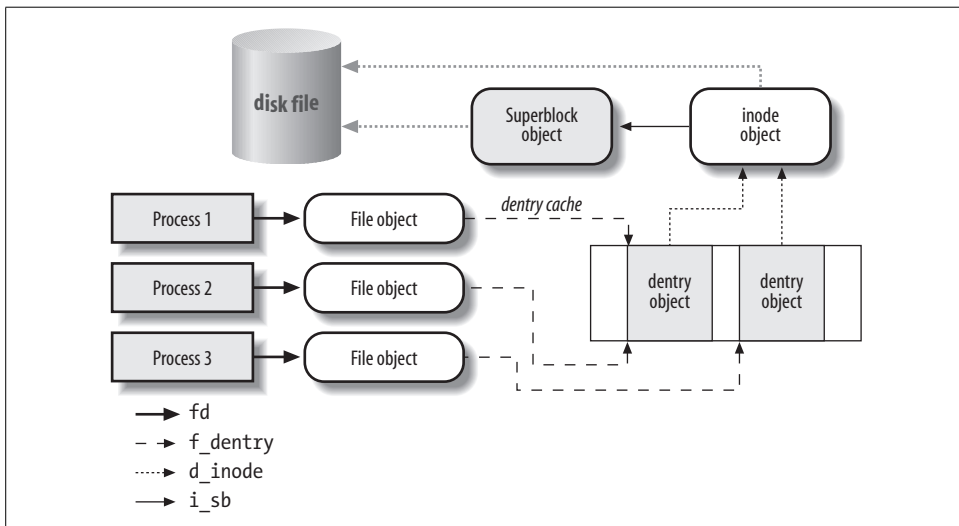 disk file
Superblock
object
inode
object
Process 1
File object
dentry cache
Process 2
File object
dentry
object
dentry
object
Process 3
File object
fd
f_dentry
d_inode
i_sb